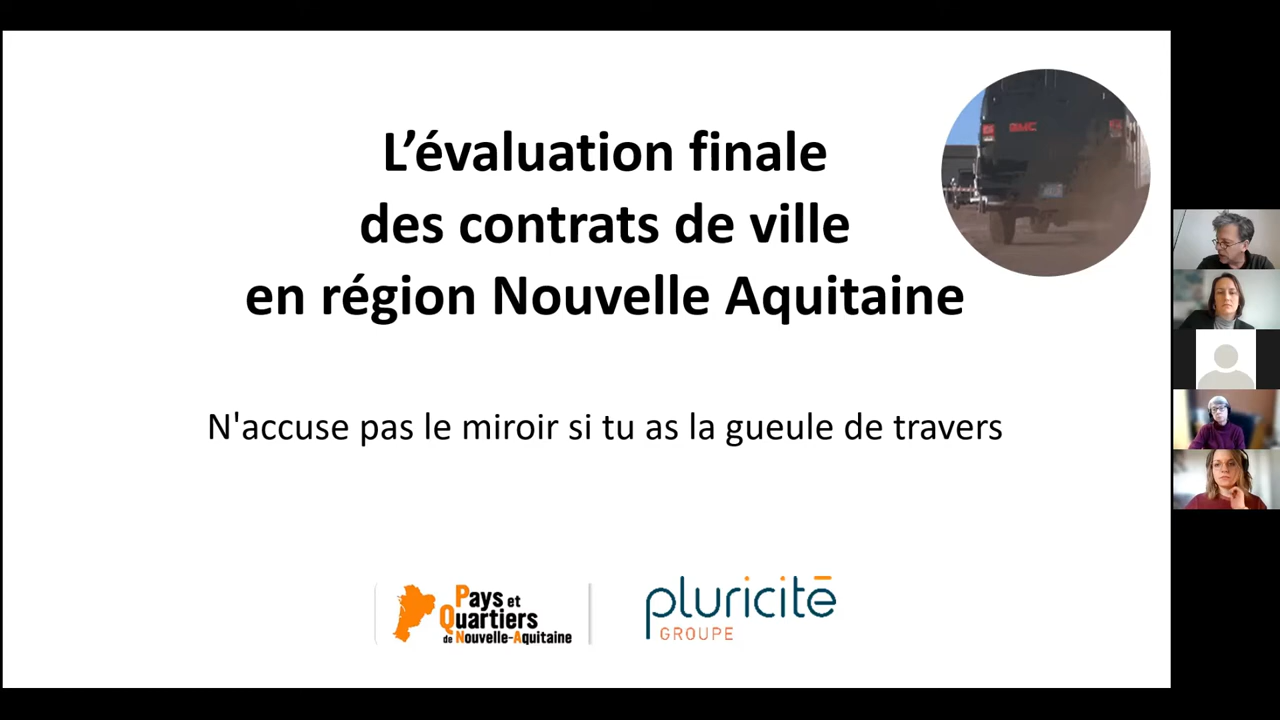 L’évaluation finale
des contrats de ville
en région Nouvelle Aquitaine
GMC
N'accuse pas le miroir si tu as la gueule de travers
Pays et
Quartiers
de Nouvelle-Aquitaine
pluricité
GROUPE